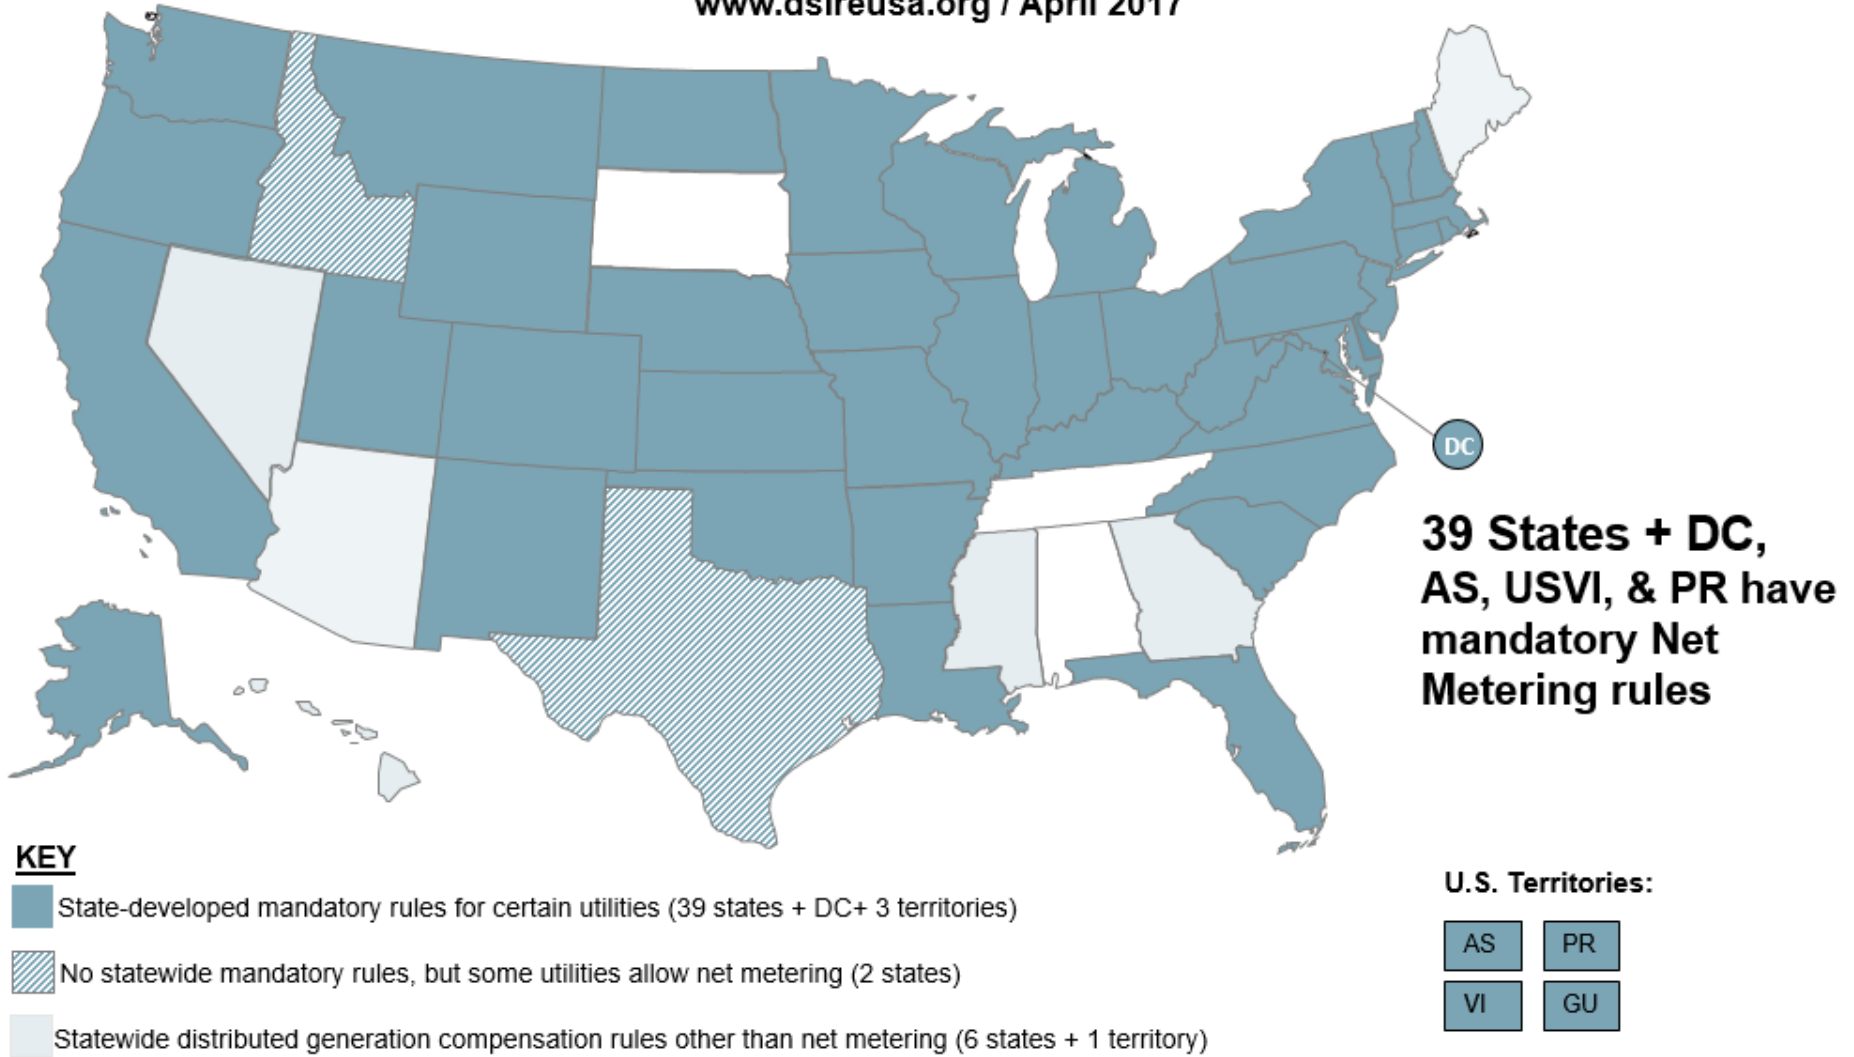 www.dsireusa.org / April 2017
DC
39 States + DC,
AS, USVI, & PR have
mandatory Net
Metering rules
KEY
State-developed mandatory rules for certain utilities (39 states + DC+ 3 territories)
No statewide mandatory rules, but some utilities allow net metering (2 states)
Statewide distributed generation compensation rules other than net metering (6 states + 1 territory)
U.S. Territories:
AS PR
VI GU